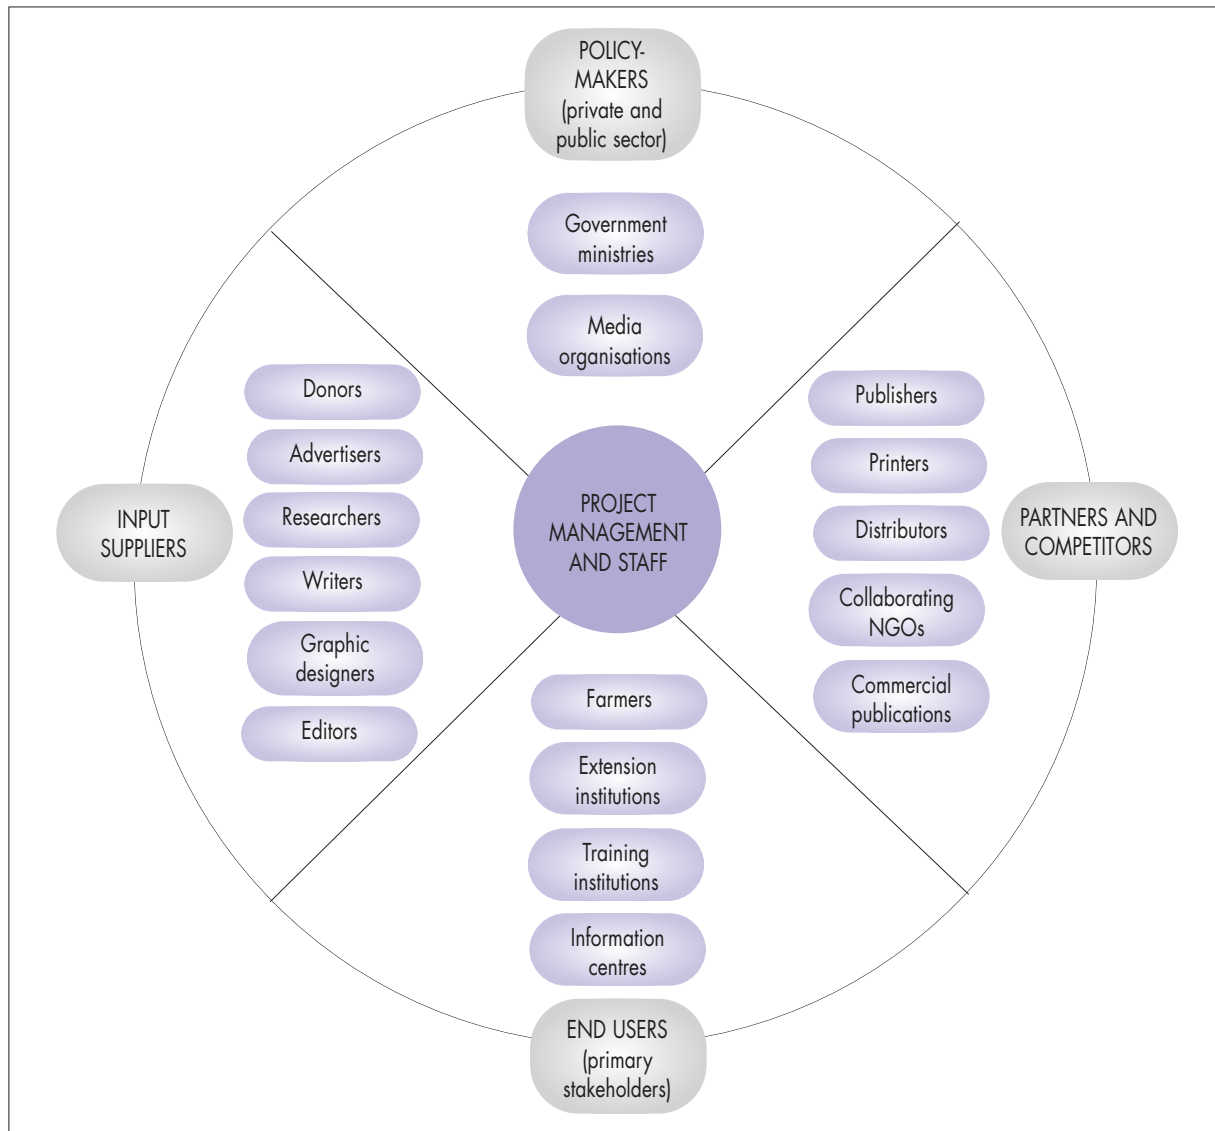 POLICY-
MAKERS
(private and
public sector)
Government
ministries
Media
organisations
Donors
Advertisers
Researchers
Writers
Graphic
designers
Editors
INPUT
SUPPLIERS
PROJECT
MANAGEMENT
AND STAFF
Publishers
Printers
Distributors
Collaborating
NGOs
Commercial
publications
PARTNERS AND
COMPETITORS
Farmers
Extension
institutions
Training
institutions
Information
centres
END USERS
(primary
stakeholders)